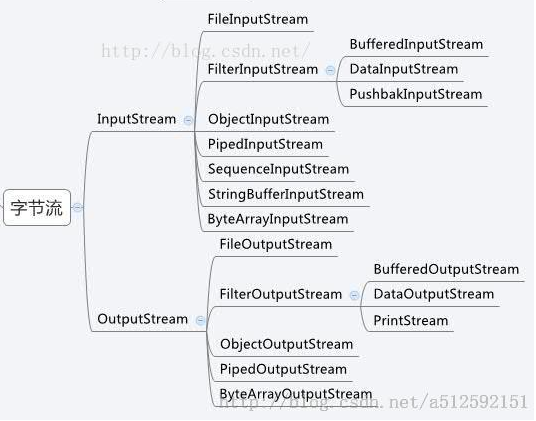 FileInputStream
http://blog.csdn.net/
BufferedInputStream
FilterInputStream
DataInputStream
PushbakInputStream
InputStream
ObjectInputStream
PipedInputStream
SequenceInputStream
StringBufferInputStream
ByteArrayInputStream
字节流
FileOutputStream
BufferedOutputStream
FilterOutputStream
DataOutputStream
PrintStream
OutputStream
ObjectOutputStream
PipedOutputStream
ByteArrayOutputStream
http://blog.csdn.net/a512592151